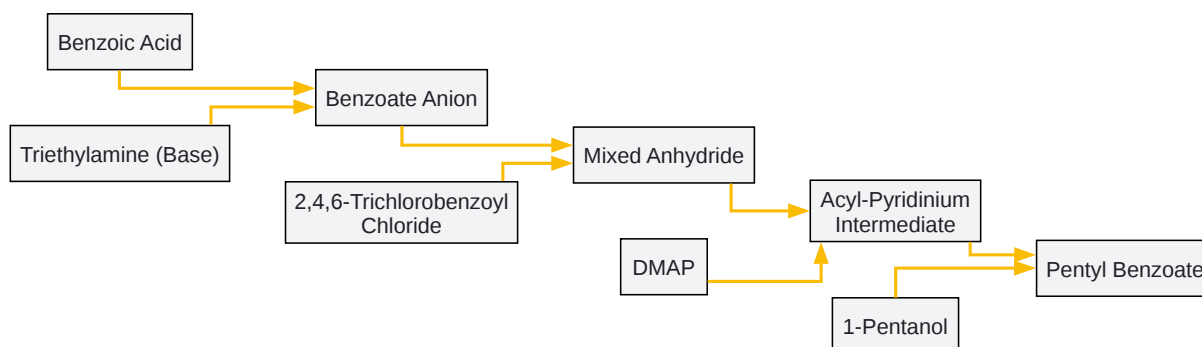 Benzoic Acid
Triethylamine (Base)
Benzoate Anion
2,4,6-Trichlorobenzoyl
Chloride
Mixed Anhydride
DMAP
Acyl-Pyridinium
Intermediate
1-Pentanol
Pentyl Benzoate